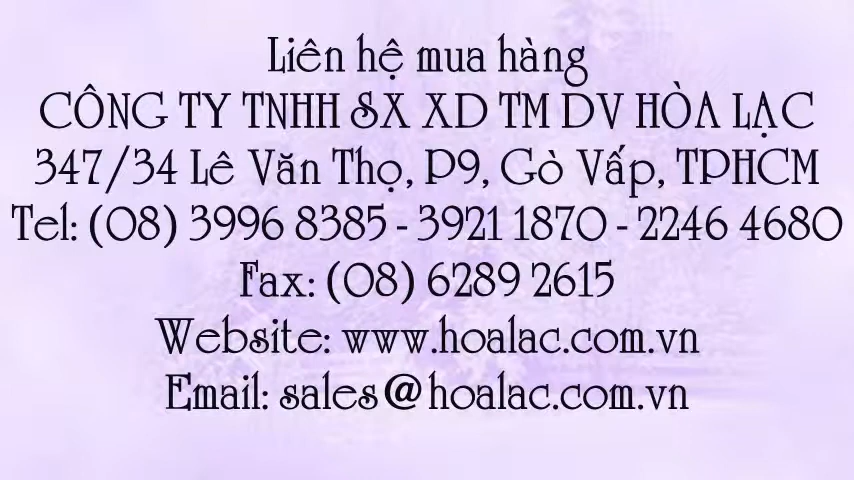 Liên hệ mua hàng
CÔNG TY TNHH SX XD TM DV HÒA LẠC
347/34 Lê Văn Thọ, P9, Gò Vấp, TPHCM
Tel: (08) 3996 8385 - 3921 1870 - 2246 4680
Fax: (08) 6289 2615
Website: www.hoalac.com.vn
Email: sales@hoalac.com.vn